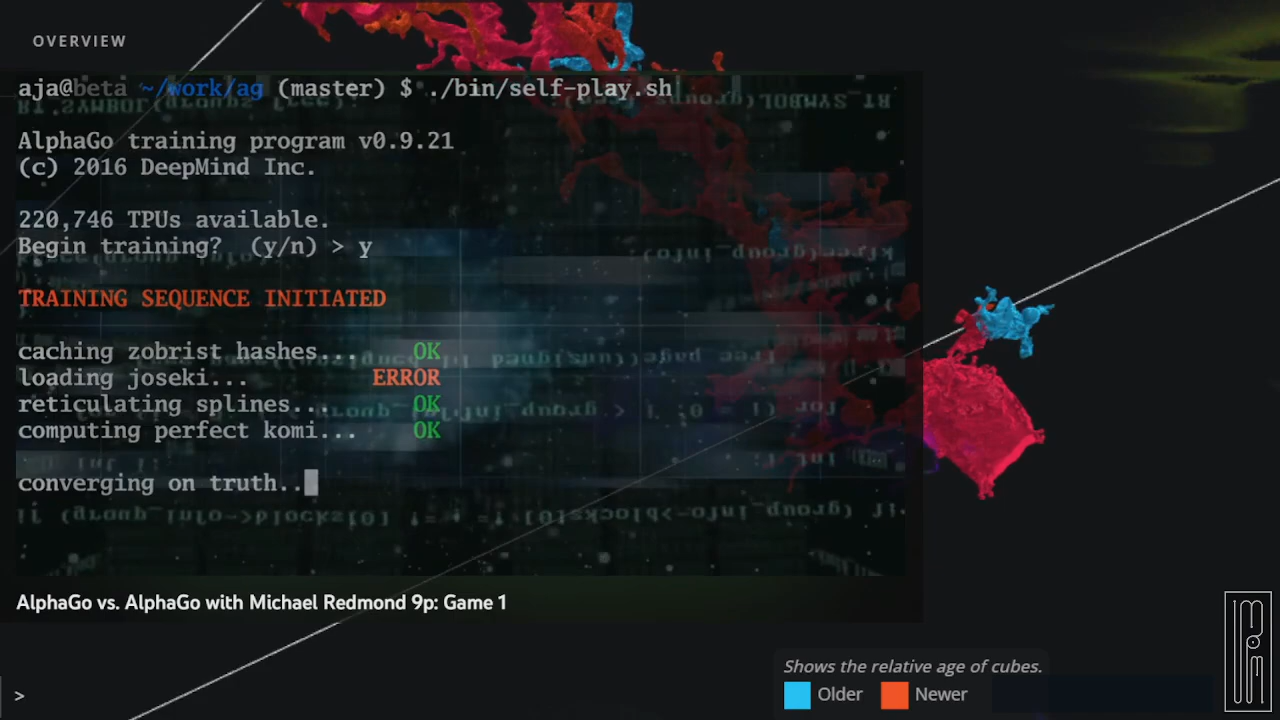 OVERVIEW
aja@beta ~/work/ag (master) $ ./bin/self-play.sh
AlphaGo training program v0.9.21
(c) 2016 DeepMind Inc.
220,746 TPUs available.
Begin training? (y/n) > y
TRAINING SEQUENCE INITIATED
caching zobrist hashes... OK
loading joseki... ERROR
reticulating splines... OK
computing perfect komi... OK
converging on truth..
AlphaGo vs. AlphaGo with Michael Redmond 9p: Game 1
Shows the relative age of cubes.
Older Newer
>